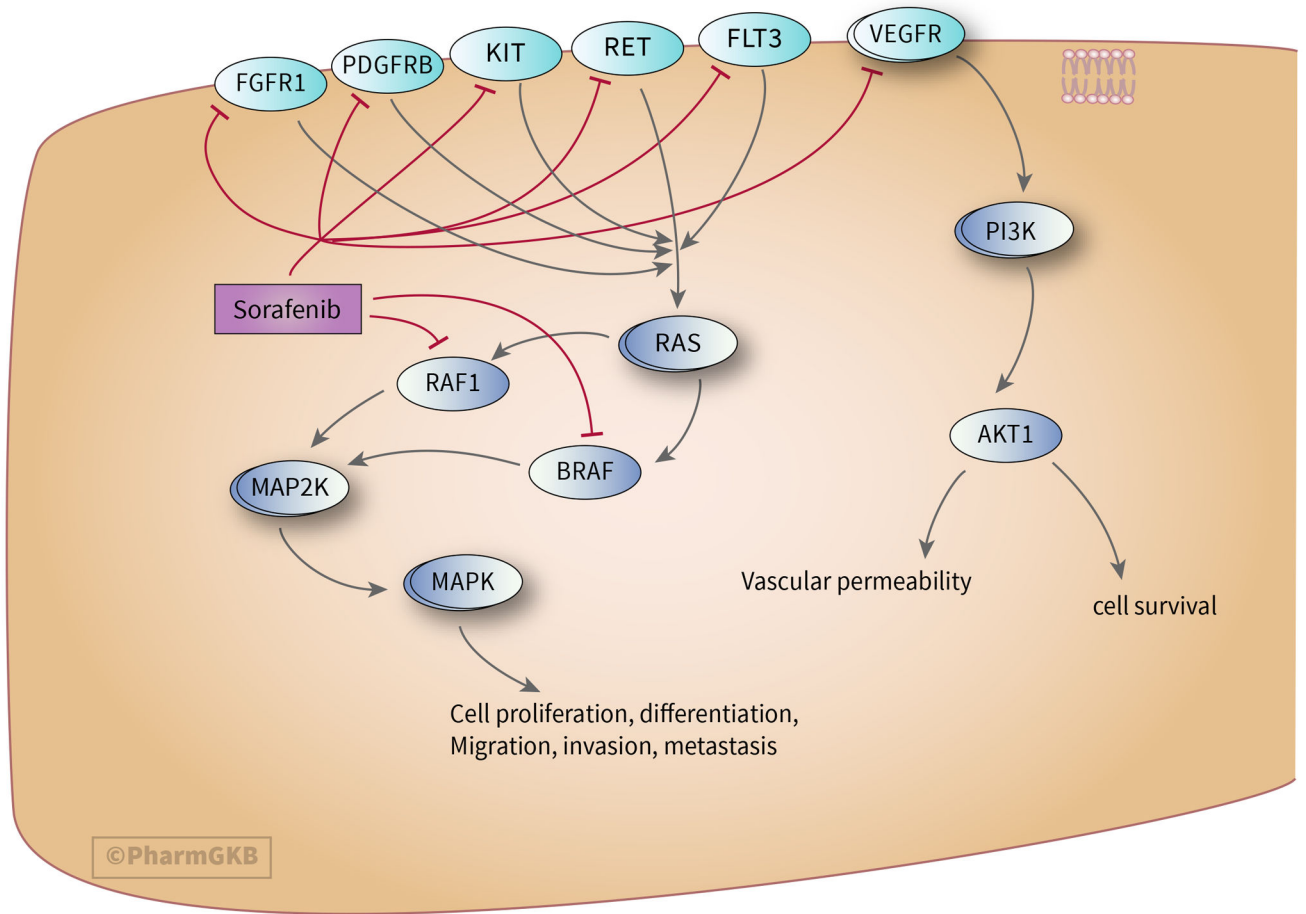 FGFR1
PDGFRB
KIT
RET
FLT3
VEGFR
PI3K
Sorafenib
RAS
RAF1
AKT1
BRAF
MAP2K
MAPK
Vascular permeability
cell survival
Cell proliferation, differentiation,
Migration, invasion, metastasis
©PharmGKB